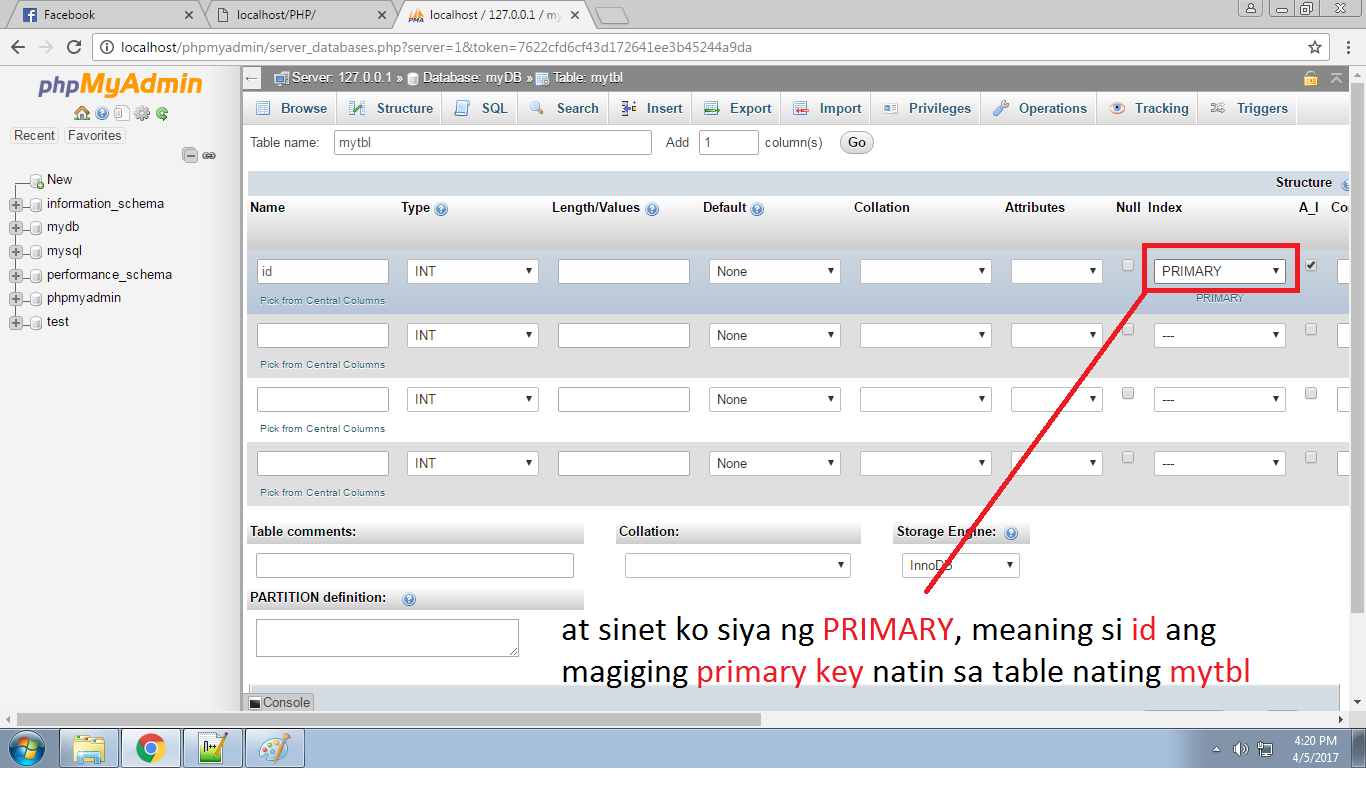 Facebook
localhost/PHP/
localhost / 127.0.0.1 / my
localhost/phpmyadmin/server_databases.php?server=1&token=7622cfd6cf43d172641ee3b45244a9da
phpMyAdmin
Recent Favorites
New
information_schema
mydb
mysql
performance_schema
phpmyadmin
test
Server: 127.0.0.1 » Database: myDB » Table: mytbl
Browse Structure SQL Search Insert Export Import Privileges Operations Tracking Triggers
Table name: mytbl Add 1 column(s) Go
Structure
Name Type Length/Values Default Collation Attributes Null Index A_I
id INT None PRIMARY
Pick from Central Columns PRIMARY
INT None ---
Pick from Central Columns
INT None ---
Pick from Central Columns
INT None ---
Pick from Central Columns
Table comments: Collation: Storage Engine:
InnoDB
PARTITION definition:
at sinet ko siya ng PRIMARY, meaning si id ang
magiging primary key natin sa table nating mytbl
Console
4:20 PM
4/5/2017